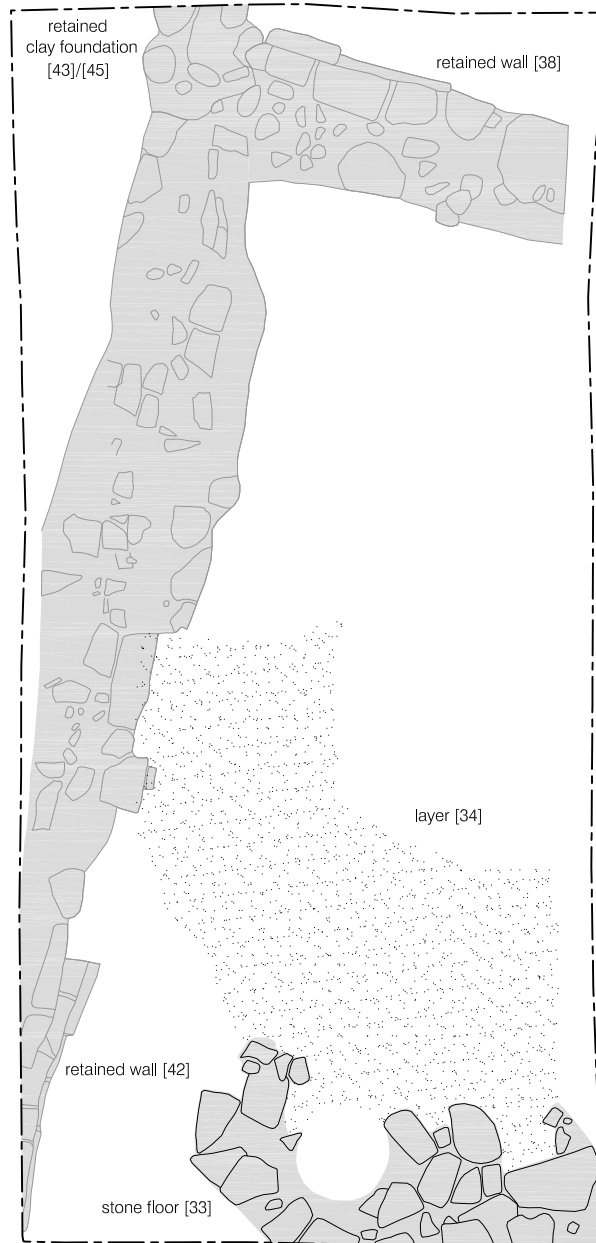 retained
clay foundation
[43]/[45]
retained wall [38]
layer [34]
retained wall [42]
stone floor [33]